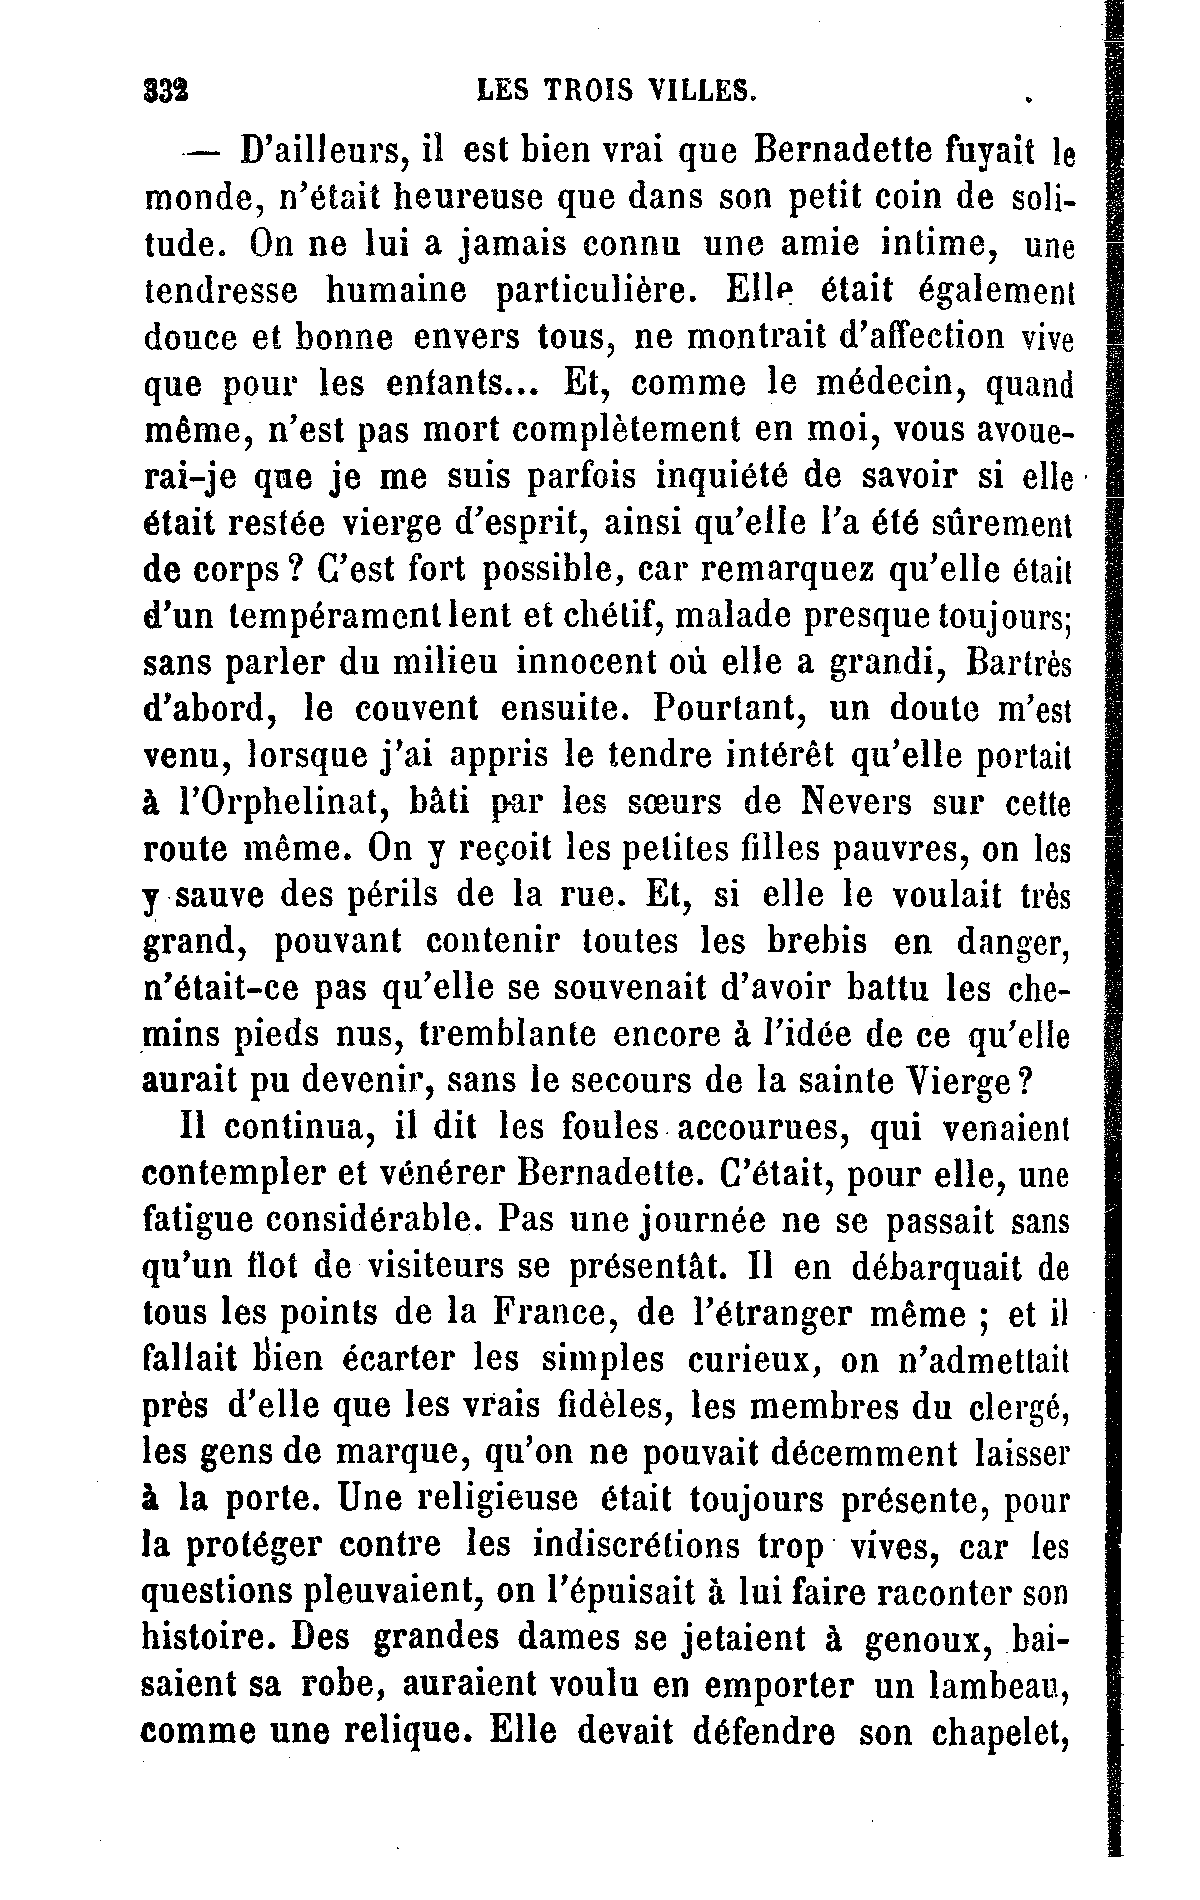 332 LES TROIS VILLES.
— D'ailleurs, il est bien vrai que Bernadette fuyait le
monde, n'était heureuse que dans son petit coin de soli-
tude. On ne lui a jamais connu une amie intime, une
tendresse humaine particulière. Elle était également
douce et bonne envers tous, ne montrait d'affection vive
que pour les enfants... Et, comme le médecin, quand
même, n'est pas mort complètement en moi, vous avoue-
rai-je que je me suis parfois inquiété de savoir si elle
était restée vierge d'esprit, ainsi qu'elle l'a été sûrement
de corps ? C'est fort possible, car remarquez qu'elle était
d'un tempérament lent et chétif, malade presque toujours;
sans parler du milieu innocent où elle a grandi, Bartrès
d'abord, le couvent ensuite. Pourtant, un doute m'est
venu, lorsque j'ai appris le tendre intérêt qu'elle portait
à l'Orphelinat, bâti par les sœurs de Nevers sur cette
route même. On y reçoit les petites filles pauvres, on les
y sauve des périls de la rue. Et, si elle le voulait très
grand, pouvant contenir toutes les brebis en danger,
n'était-ce pas qu'elle se souvenait d'avoir battu les che-
mins pieds nus, tremblante encore à l'idée de ce qu'elle
aurait pu devenir, sans le secours de la sainte Vierge ?
Il continua, il dit les foules accourues, qui venaient
contempler et vénérer Bernadette. C'était, pour elle, une
fatigue considérable. Pas une journée ne se passait sans
qu'un flot de visiteurs se présentât. Il en débarquait de
tous les points de la France, de l'étranger même ; et il
fallait bien écarter les simples curieux, on n'admettait
près d'elle que les vrais fidèles, les membres du clergé,
les gens de marque, qu'on ne pouvait décemment laisser
à la porte. Une religieuse était toujours présente, pour
la protéger contre les indiscrétions trop vives, car les
questions pleuvaient, on l'épuisait à lui faire raconter son
histoire. Des grandes dames se jetaient à genoux, bai-
saient sa robe, auraient voulu en emporter un lambeau,
comme une relique. Elle devait défendre son chapelet,